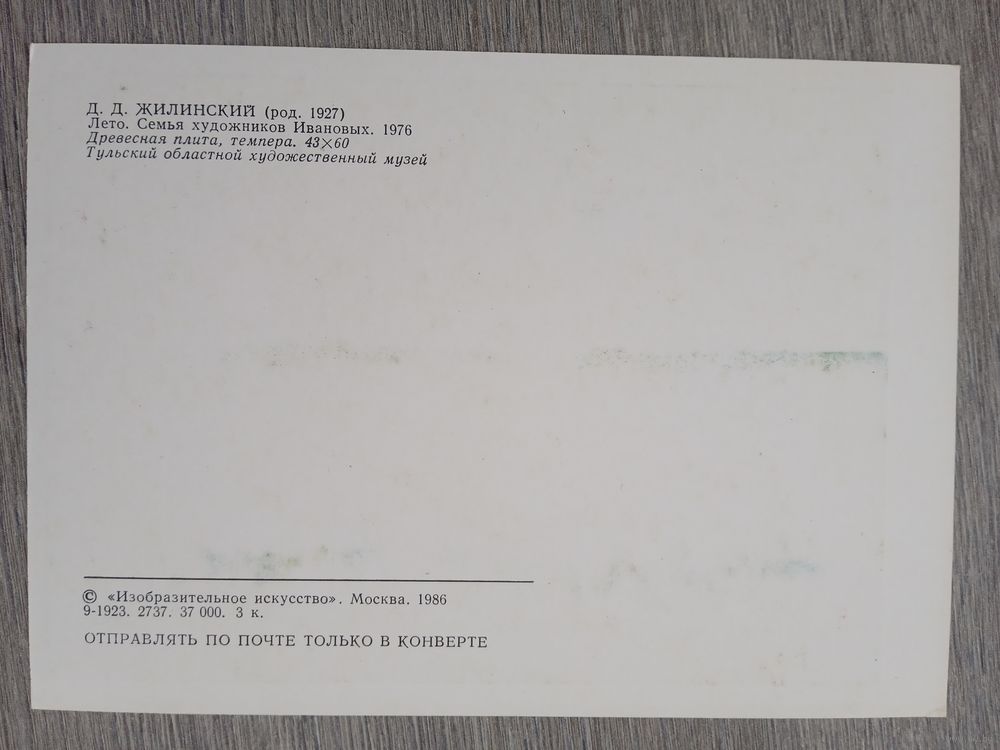 Д. Д. ЖИЛИНСКИЙ (род. 1927)
Лето. Семья художников Ивановых. 1976
Древесная плита, темпера. 43×60
Тульский областной художественный музей
© «Изобразительное искусство». Москва. 1986
9-1923. 2737. 37 000. 3 к.
ОТПРАВЛЯТЬ ПО ПОЧТЕ ТОЛЬКО В КОНВЕРТЕ